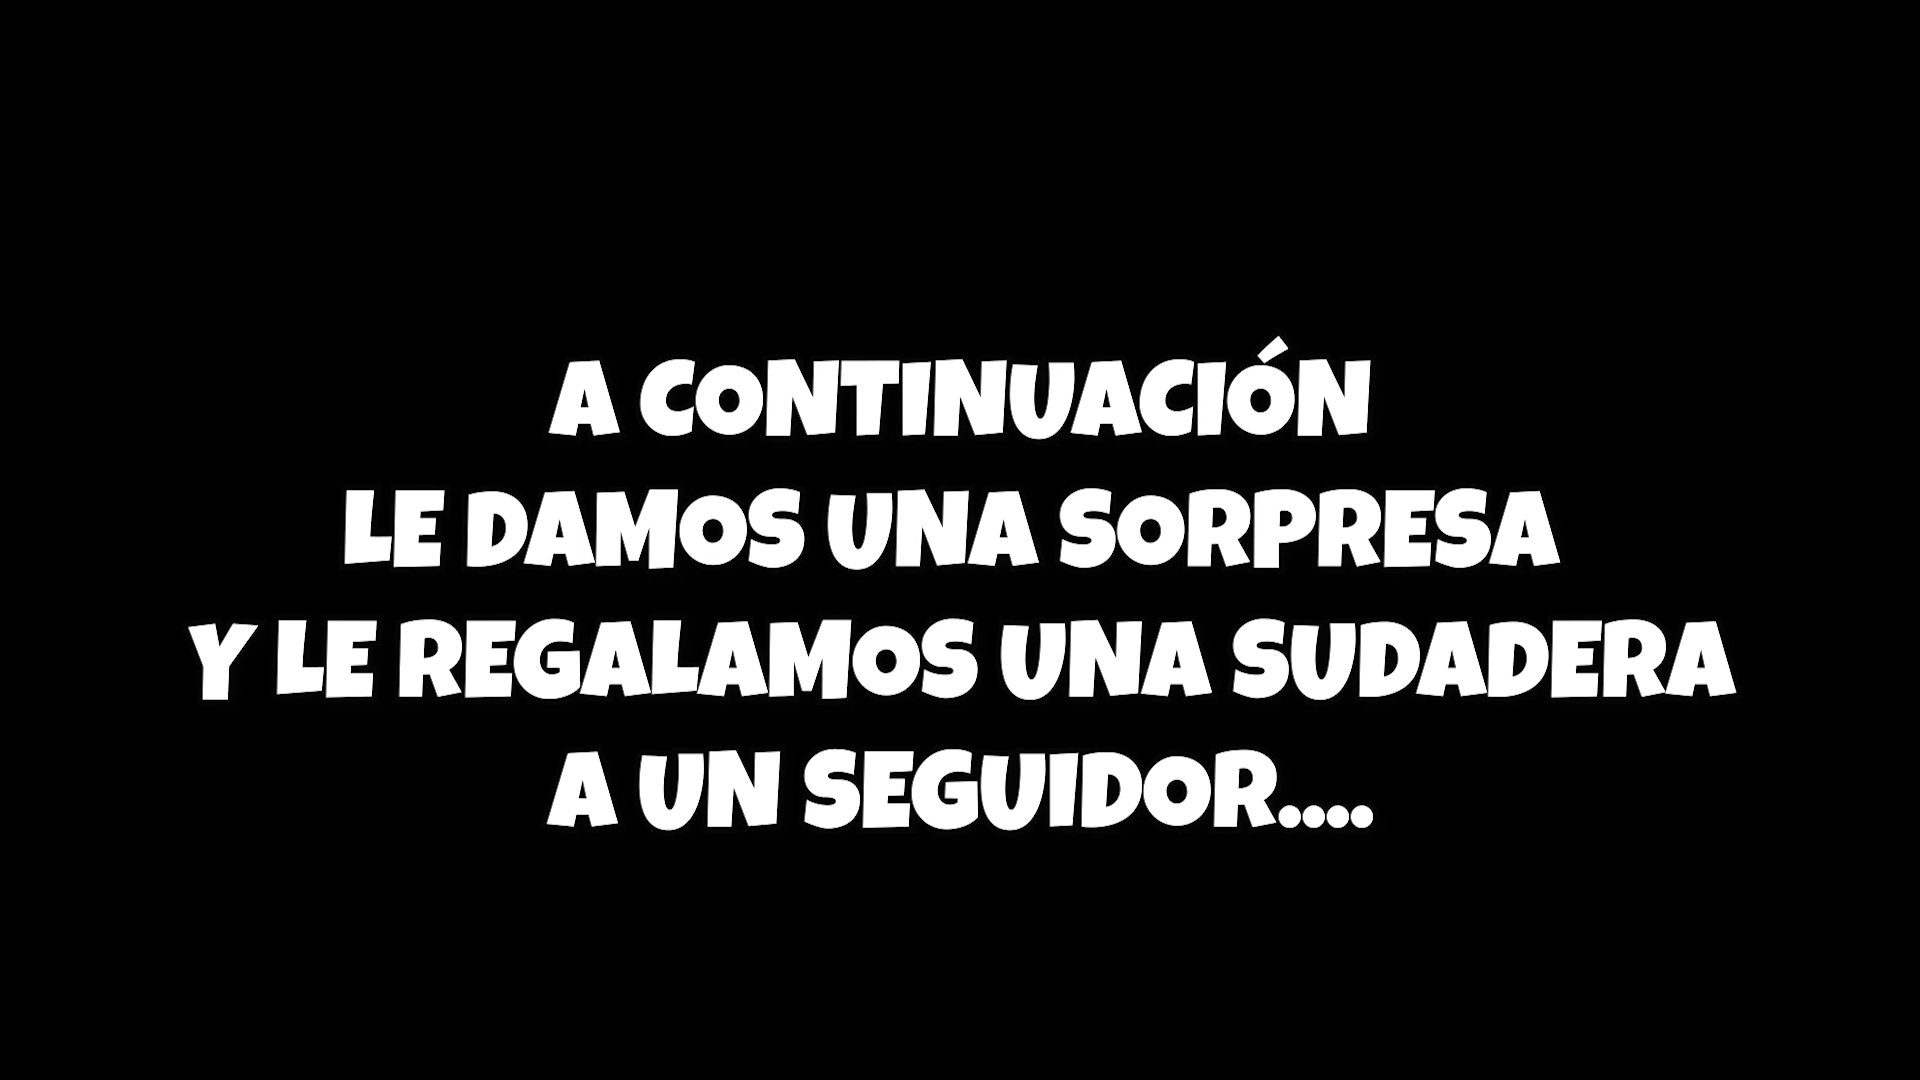 A CONTINUACIÓN
LE DAMOS UNA SORPRESA
Y LE REGALAMOS UNA SUDADERA
A UN SEGUIDOR....